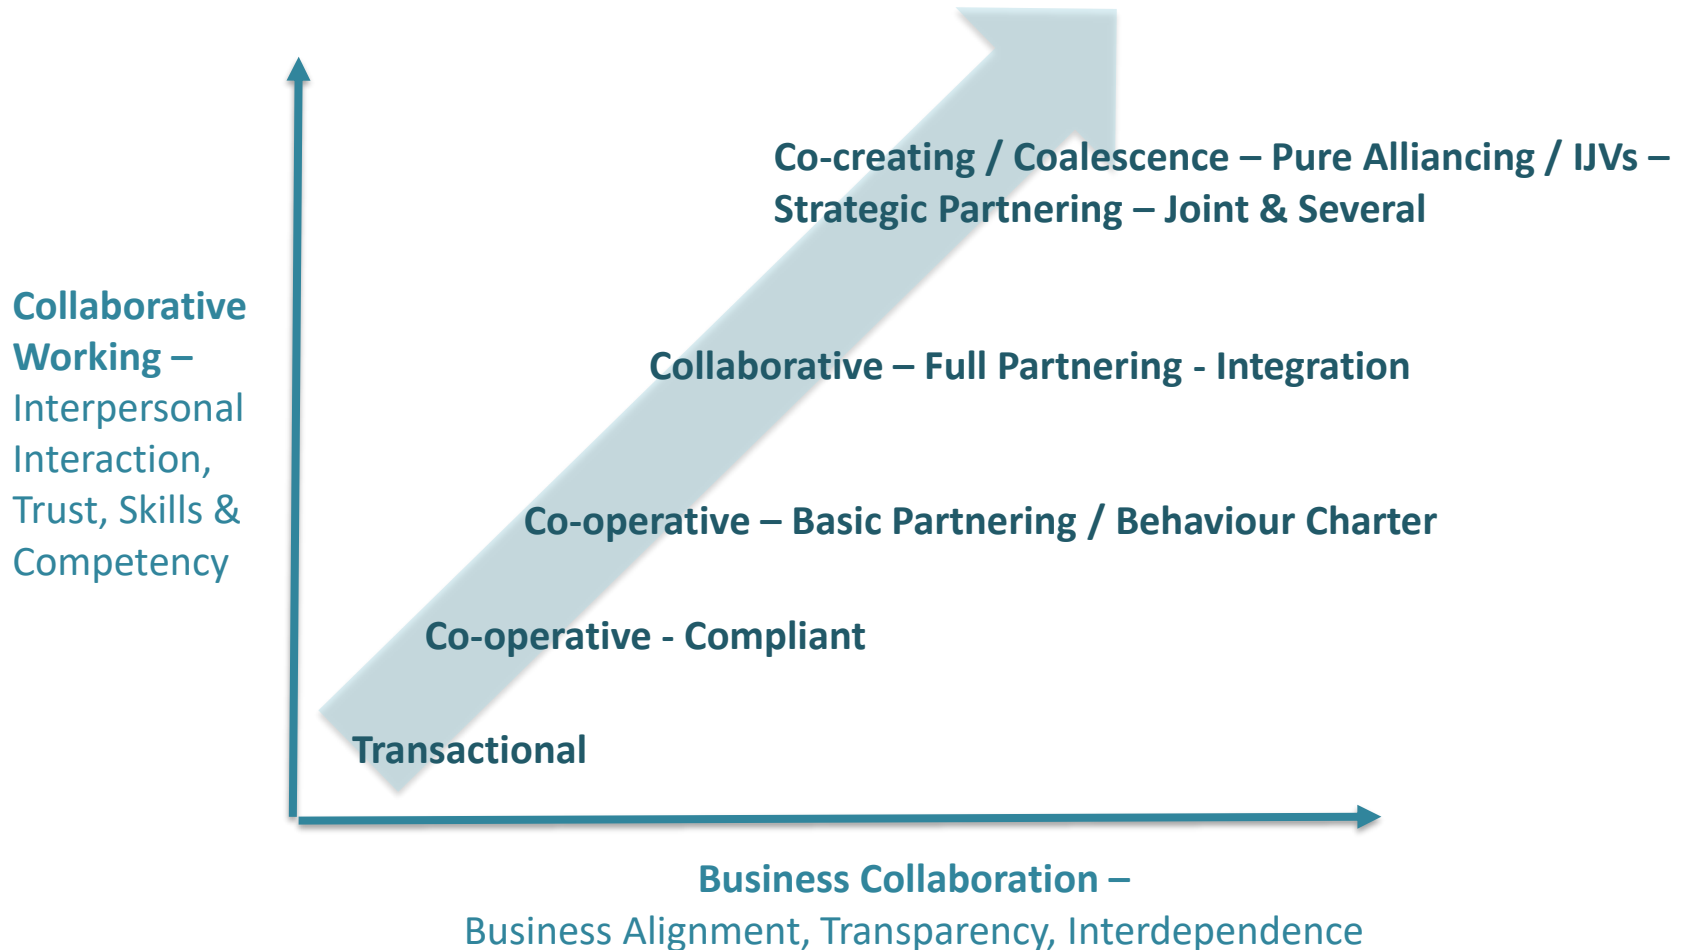 Co-creating / Coalescence – Pure Alliancing / IJVs –
Strategic Partnering – Joint & Several
Collaborative
Working –
Interpersonal
Interaction,
Trust, Skills &
Competency
Collaborative – Full Partnering - Integration
Co-operative – Basic Partnering / Behaviour Charter
Co-operative - Compliant
Transactional
Business Collaboration –
Business Alignment, Transparency, Interdependence